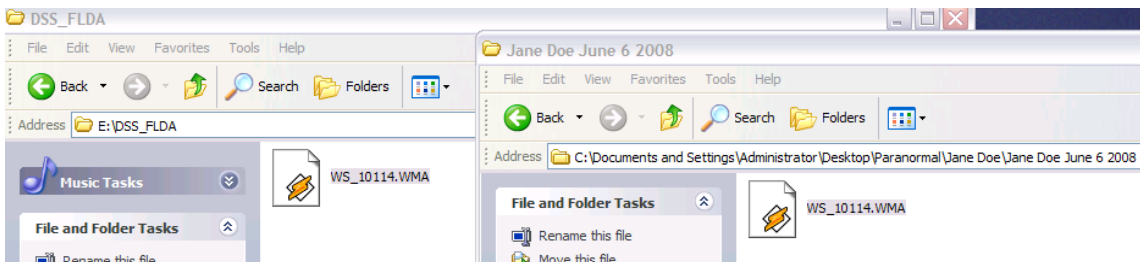 DSS_FLDA
File Edit View Favorites Tools Help
Back Search Folders
Address E:\DSS_FLDA
Music Tasks
File and Folder Tasks
Rename this file
WS_10114.WMA
Jane Doe June 6 2008
File Edit View Favorites Tools Help
Back Search Folders
Address C:\Documents and Settings\Administrator\Desktop\Paranormal\Jane Doe\Jane Doe June 6 2008
File and Folder Tasks
Rename this file
Move this file
WS_10114.WMA